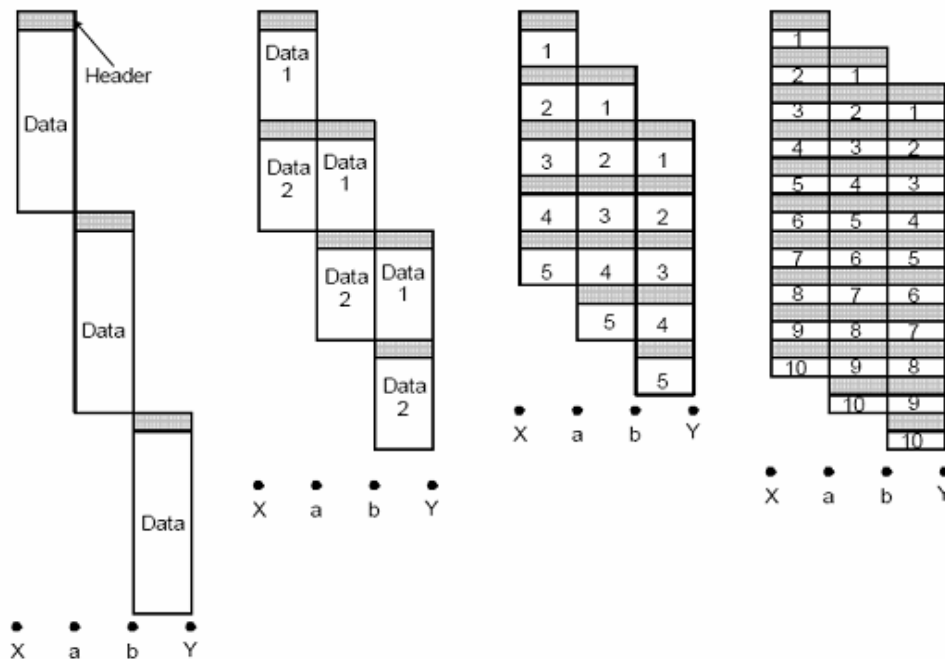 Header
Data
Data
Data
X a b Y
Data
1
Data
2
Data
1
Data
2
Data
1
Data
2
X a b Y
1
2 1
3 2 1
4 3 2
5 4 3
5 4
5
X a b Y
1
2 1
3 2 1
4 3 2
5 4 3
6 5 4
7 6 5
8 7 6
9 8 7
10 9 8
10 9
10
X a b Y